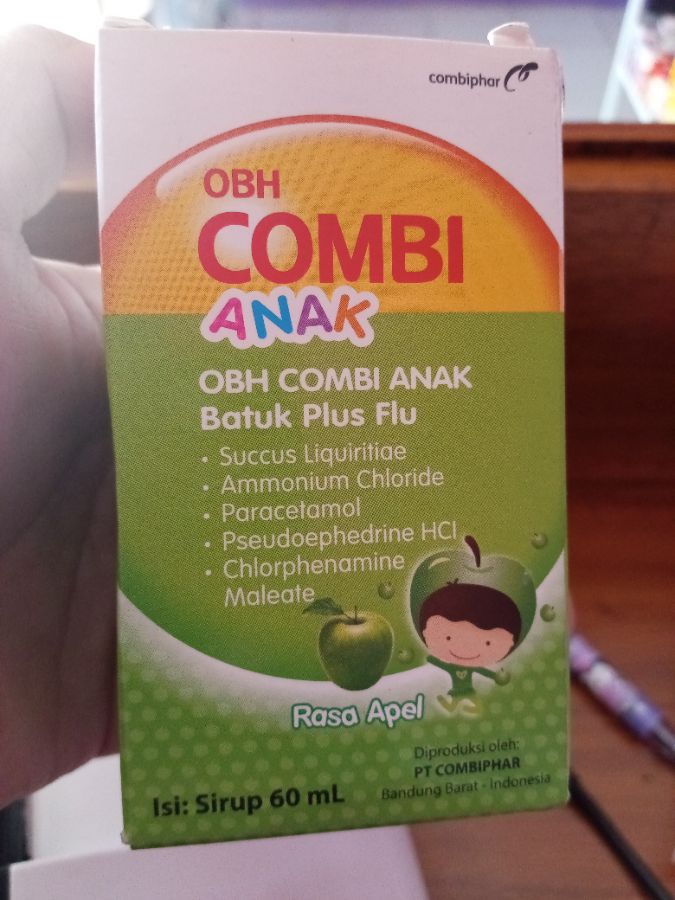 combiphar
OBH
COMBI
ANAK
OBH COMBI ANAK
Batuk Plus Flu
• Succus Liquiritiae
• Ammonium Chloride
• Paracetamol
• Pseudoephedrine HCl
• Chlorphenamine
Maleate
Rasa Apel
Isi: Sirup 60 mL
Diproduksi oleh:
PT COMBIPHAR
Bandung Barat - Indonesia